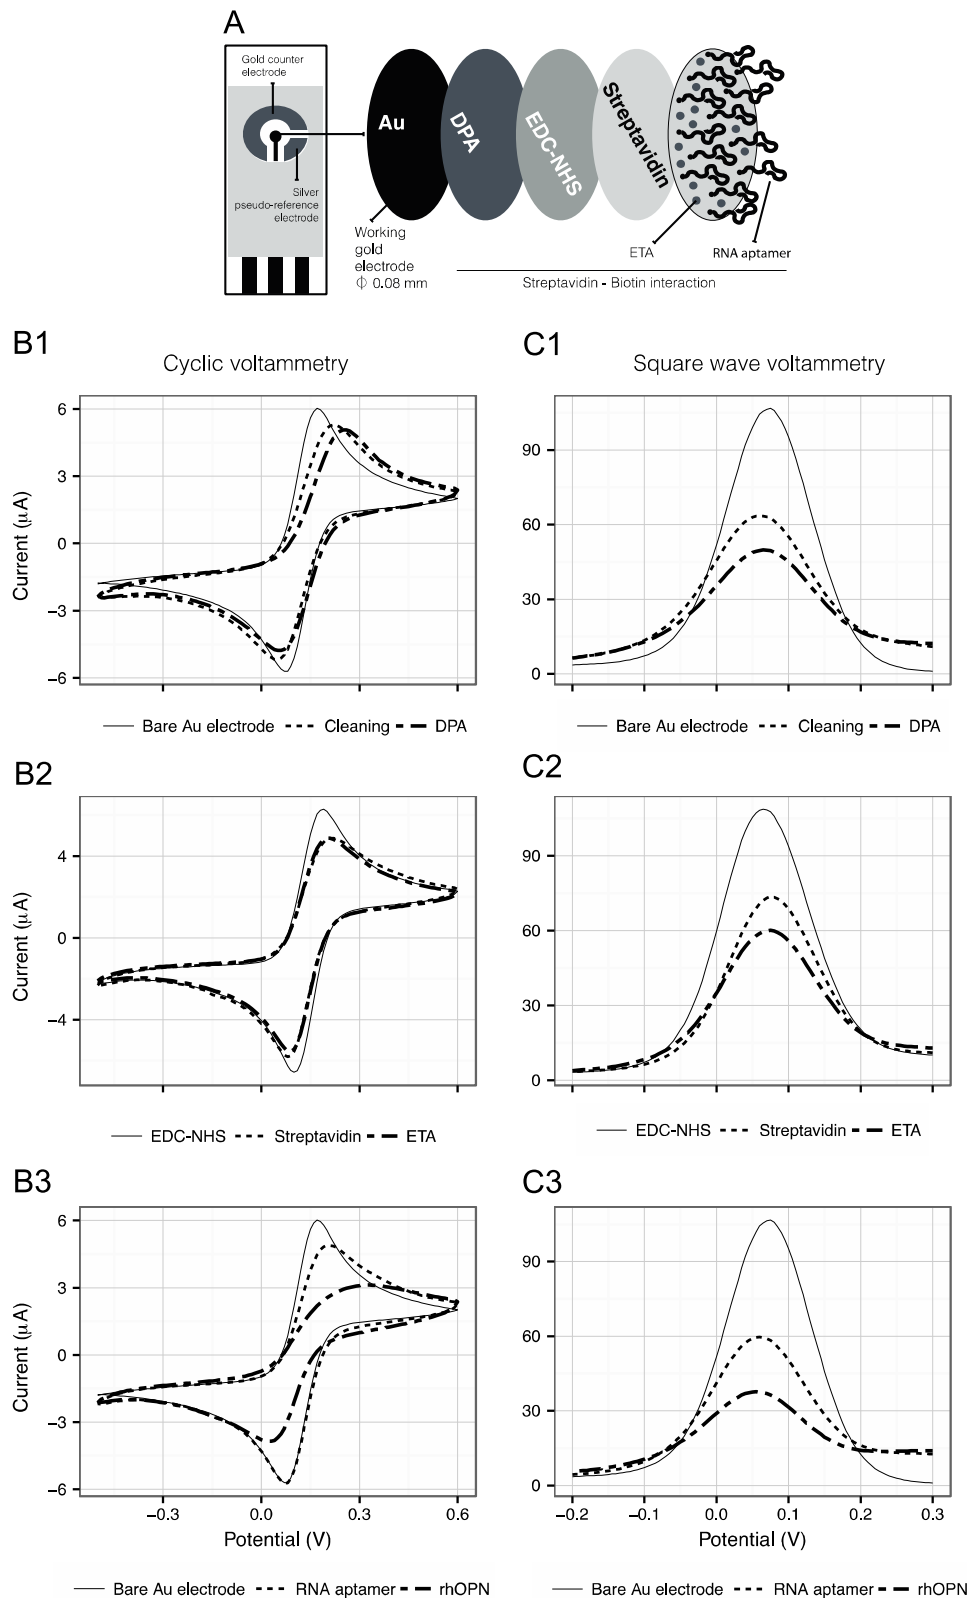 A
Gold counter
electrode
Silver
pseudo-reference
electrode
Au
DPA
EDC-NHS
Streptavidin
Working
gold
electrode
Φ 0.08 mm
ETA
RNA aptamer
Streptavidin - Biotin interaction
B1
Cyclic voltammetry
Current (μA)
6
3
0
−3
−6
Bare Au electrode Cleaning DPA
C1
Square wave voltammetry
90
60
30
0
Bare Au electrode Cleaning DPA
B2
Current (μA)
4
0
−4
EDC-NHS Streptavidin ETA
C2
90
60
30
0
EDC-NHS Streptavidin ETA
B3
Current (μA)
6
3
0
−3
−6
−0.3 0.0 0.3 0.6
Potential (V)
Bare Au electrode RNA aptamer rhOPN
C3
90
60
30
0
−0.2 −0.1 0.0 0.1 0.2 0.3
Potential (V)
Bare Au electrode RNA aptamer rhOPN